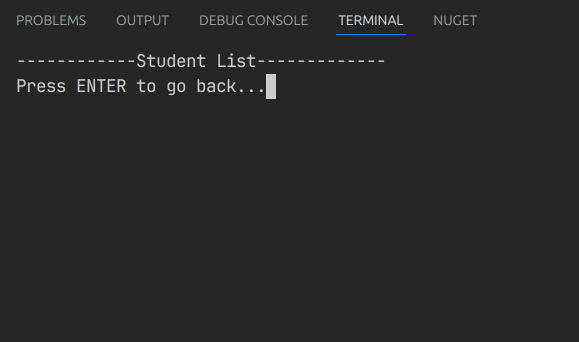 PROBLEMS OUTPUT DEBUG CONSOLE TERMINAL NUGET
------------Student List-------------
Press ENTER to go back...